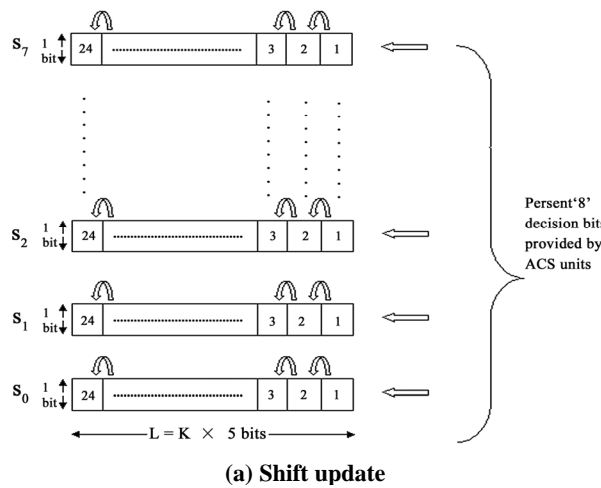 S7 1 bit 24 3 2 1
S2 1 bit 24 3 2 1
S1 1 bit 24 3 2 1
S0 1 bit 24 3 2 1
L = K × 5 bits
Persent‘8’
decision bits
provided by
ACS units
(a) Shift update